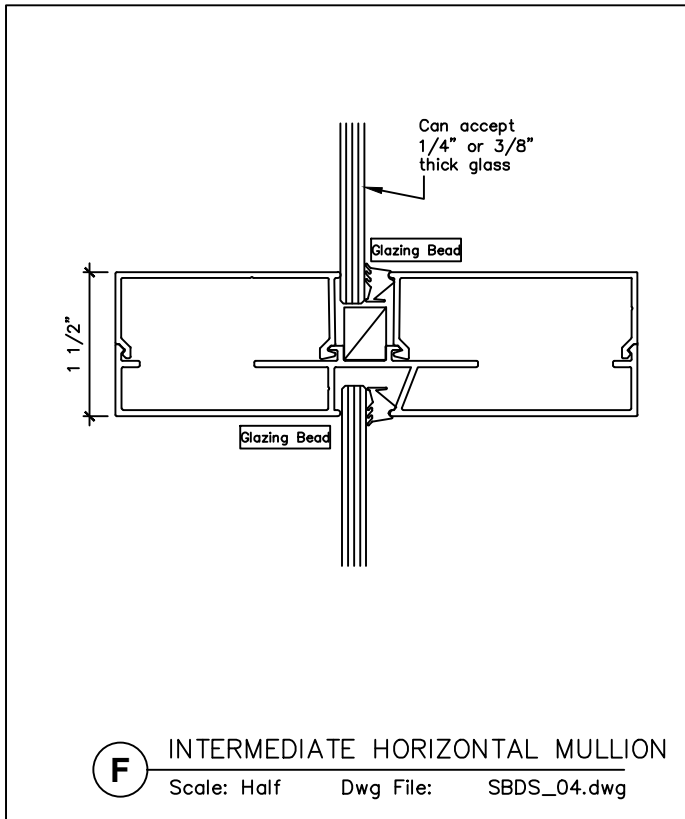 Can accept
1/4" or 3/8"
thick glass
Glazing Bead
1 1/2"
Glazing Bead
F
INTERMEDIATE HORIZONTAL MULLION
Scale: Half Dwg File: SBDS_04.dwg